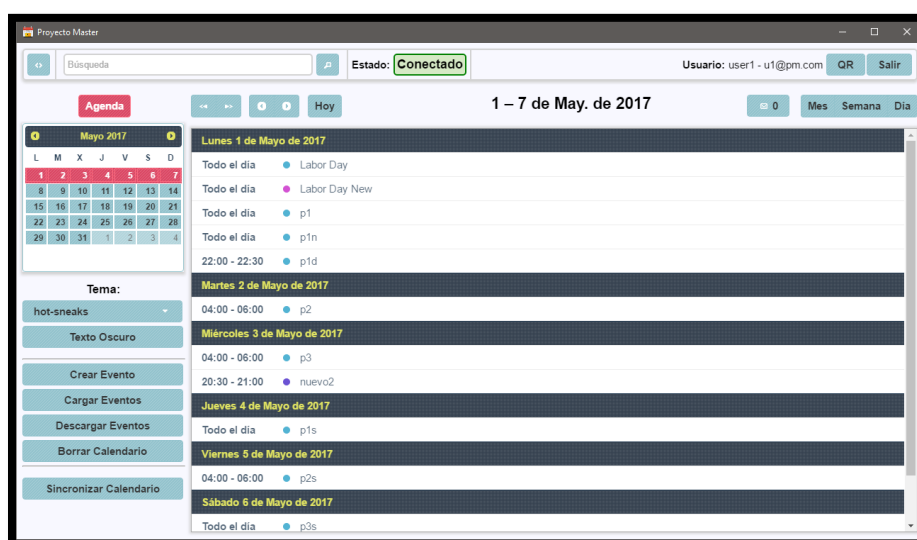 Proyecto Master
Búsqueda
Estado: Conectado
Usuario: user1 - u1@pm.com QR Salir
Agenda
Hoy
1 – 7 de May. de 2017
0
Mes Semana Dia
Mayo 2017
L M X J V S D
1 2 3 4 5 6 7
8 9 10 11 12 13 14
15 16 17 18 19 20 21
22 23 24 25 26 27 28
29 30 31 1 2 3 4
Tema:
hot-sneaks
Texto Oscuro
Crear Evento
Cargar Eventos
Descargar Eventos
Borrar Calendario
Sincronizar Calendario
Lunes 1 de Mayo de 2017
Todo el día Labor Day
Todo el día Labor Day New
Todo el día p1
Todo el día p1n
22:00 - 22:30 p1d
Martes 2 de Mayo de 2017
04:00 - 06:00 p2
Miércoles 3 de Mayo de 2017
04:00 - 06:00 p3
20:30 - 21:00 nuevo2
Jueves 4 de Mayo de 2017
Todo el día p1s
Viernes 5 de Mayo de 2017
04:00 - 06:00 p2s
Sábado 6 de Mayo de 2017
Todo el día p3s